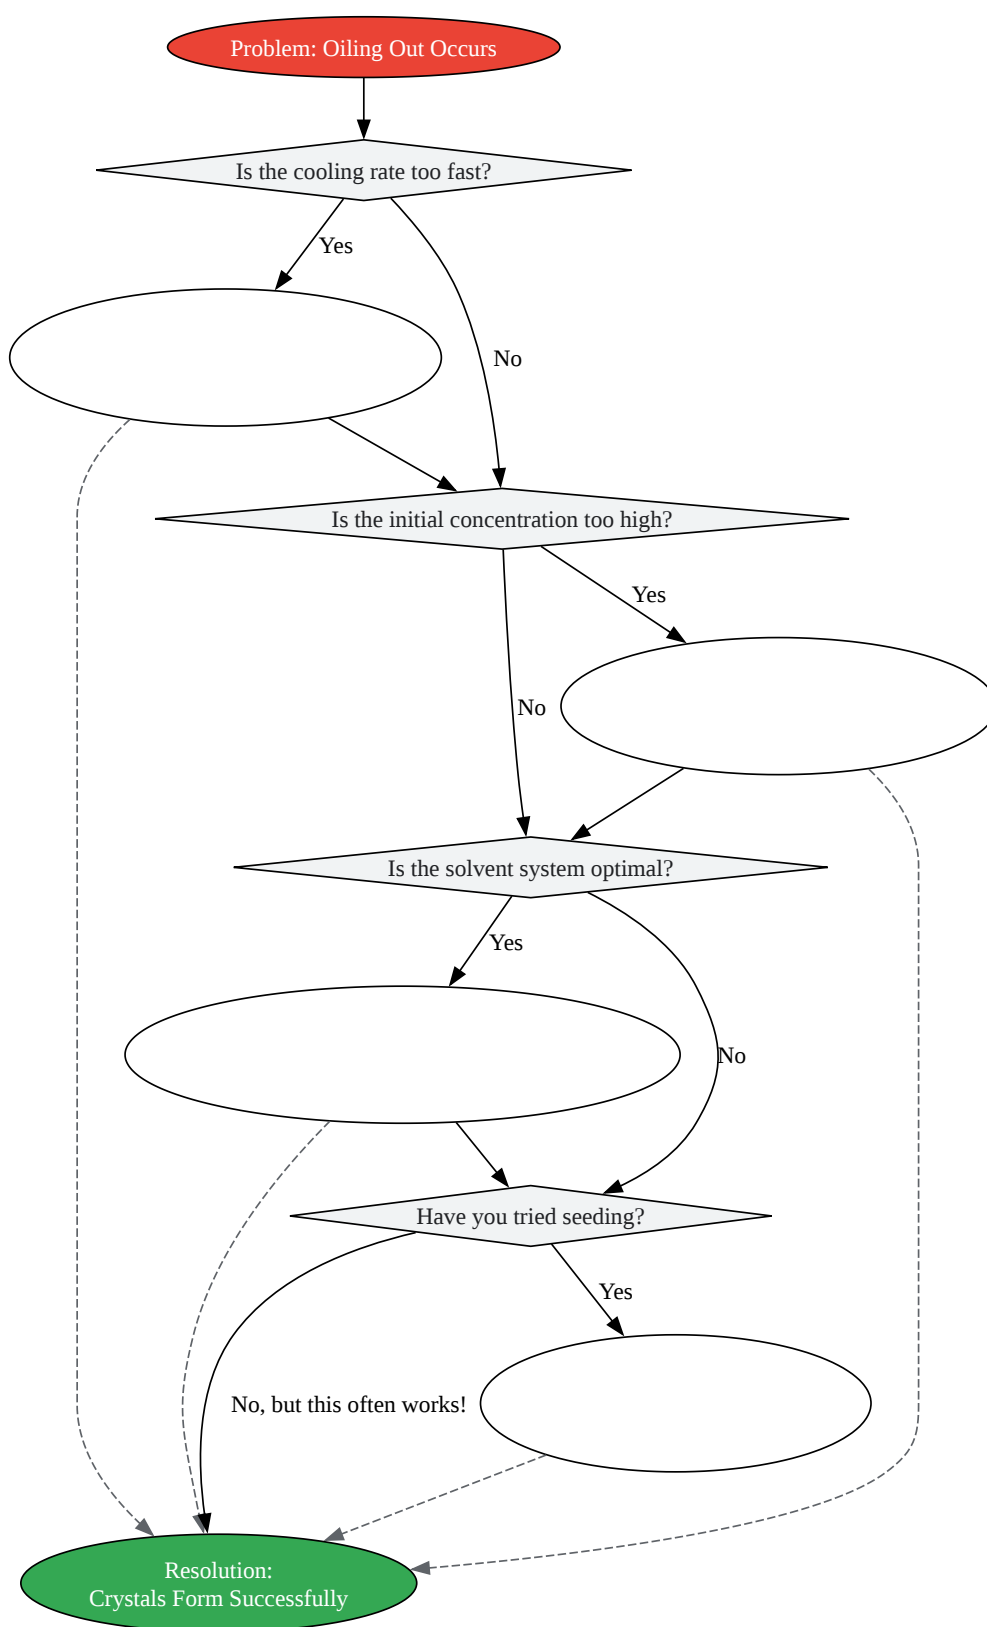 Problem: Oiling Out Occurs
Is the cooling rate too fast?
Yes
No
Is the initial concentration too high?
Yes
No
Is the solvent system optimal?
Yes
No
Have you tried seeding?
Yes
No, but this often works!
Resolution:
Crystals Form Successfully